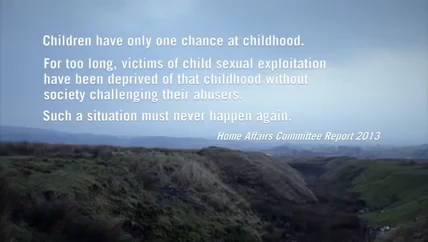 Children have only one chance at childhood.
For too long, victims of child sexual exploitation
have been deprived of that childhood without
society challenging their abusers.
Such a situation must never happen again.
Home Affairs Committee Report 2013